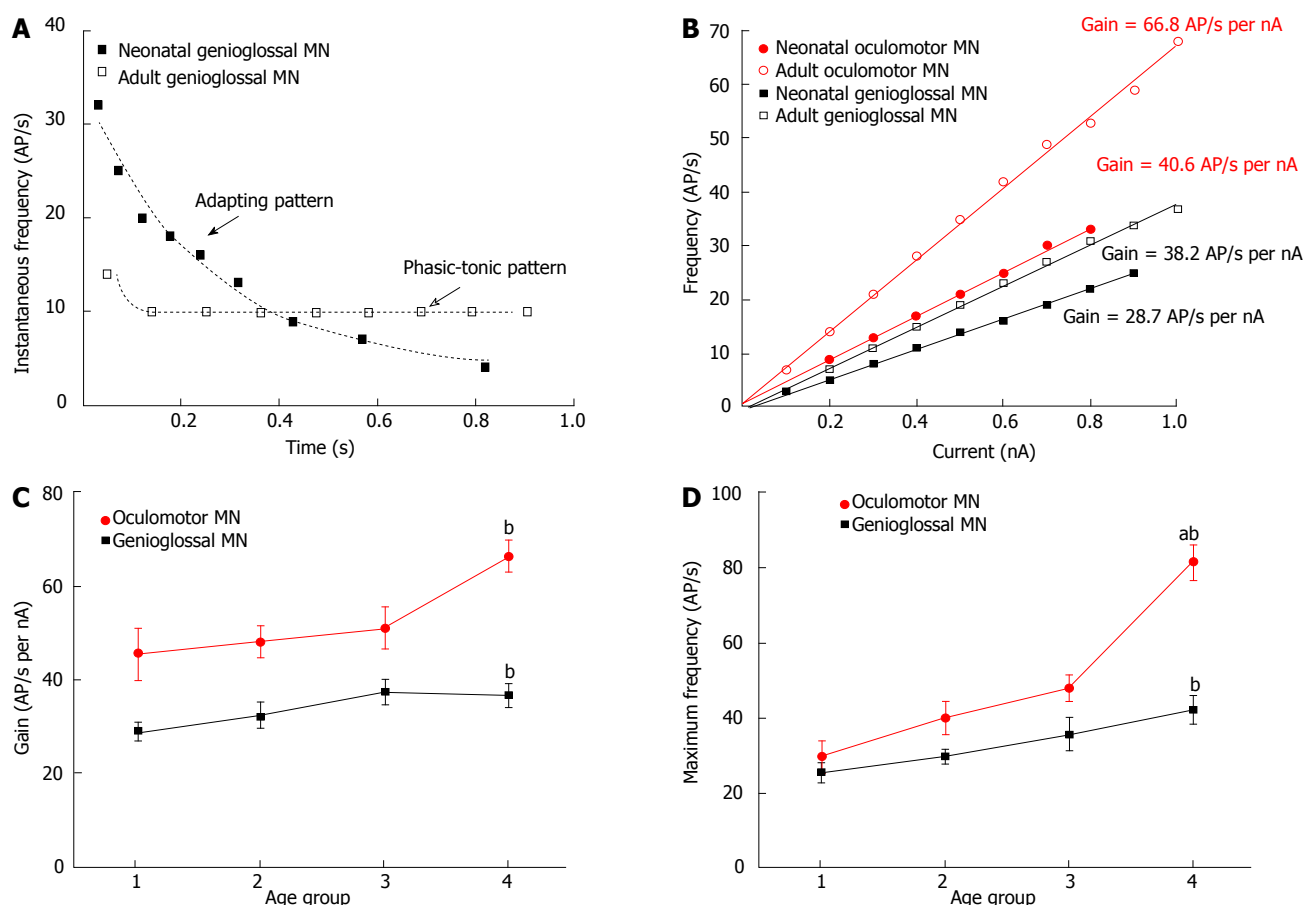 A
Neonatal genioglossal MN
Adult genioglossal MN
Instantaneous frequency (AP/s)
40
30
20
10
0
Adapting pattern
Phasic-tonic pattern
0.2 0.4 0.6 0.8 1.0
Time (s)
B
Neonatal oculomotor MN
Adult oculomotor MN
Neonatal genioglossal MN
Adult genioglossal MN
Gain = 66.8 AP/s per nA
Gain = 40.6 AP/s per nA
Gain = 38.2 AP/s per nA
Gain = 28.7 AP/s per nA
Frequency (AP/s)
70
60
50
40
30
20
10
0
0.2 0.4 0.6 0.8 1.0
Current (nA)
C
Oculomotor MN
Genioglossal MN
Gain (AP/s per nA)
80
60
40
20
0
b
b
1 2 3 4
Age group
D
Oculomotor MN
Genioglossal MN
Maximum frequency (AP/s)
100
80
60
40
20
0
ab
b
1 2 3 4
Age group